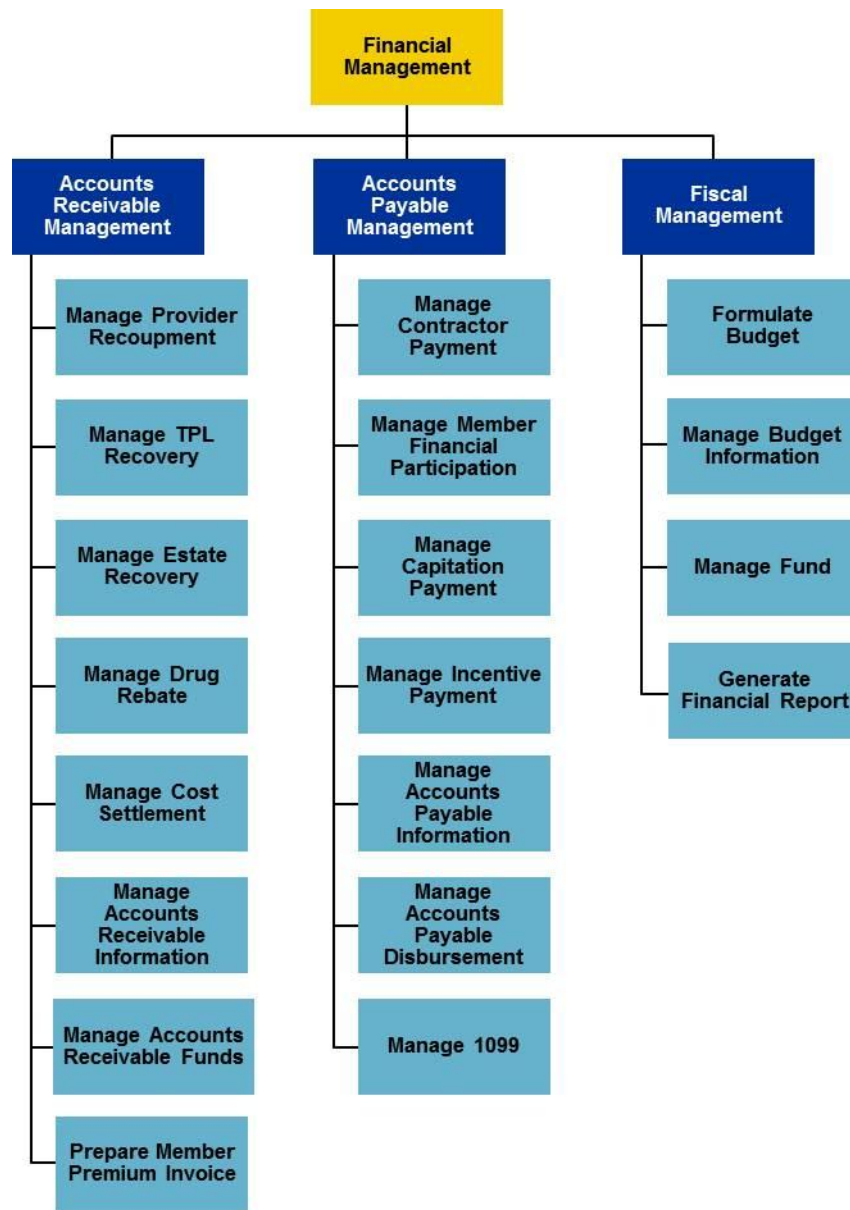 Financial
Management
Accounts
Receivable
Management
Manage Provider
Recoupment
Manage TPL
Recovery
Manage Estate
Recovery
Manage Drug
Rebate
Manage Cost
Settlement
Manage
Accounts
Receivable
Information
Manage Accounts
Receivable Funds
Prepare Member
Premium Invoice
Accounts
Payable
Management
Manage
Contractor
Payment
Manage Member
Financial
Participation
Manage
Capitation
Payment
Manage Incentive
Payment
Manage
Accounts
Payable
Information
Manage
Accounts
Payable
Disbursement
Manage 1099
Fiscal
Management
Formulate
Budget
Manage Budget
Information
Manage Fund
Generate
Financial Report